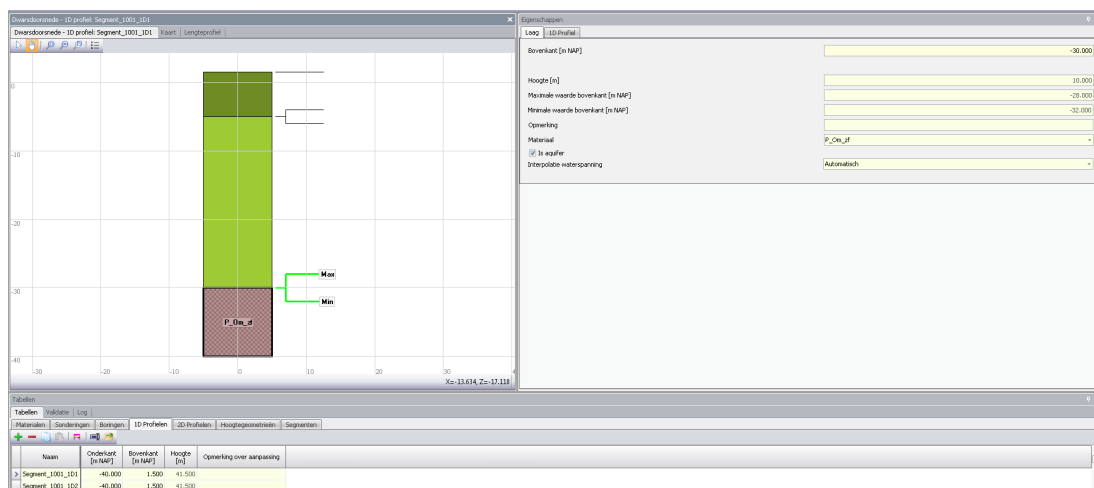 Dwarsdoorsnede - 1D profiel: Segment_1001_1D1
Dwarsdoorsnede - 1D profiel: Segment_1001_1D1 Kaart Lengteprofiel
0
-10
-20
-30
-40
Max
Min
P_Om_zf
-30 -20 -10 0 10 20 30 4
X=-13.634, Z=-17.118
Eigenschappen
Laag 1D Profiel
Bovenkant [m NAP] -30.000
Hoogte [m] 10.000
Maximale waarde bovenkant [m NAP] -28.000
Minimale waarde bovenkant [m NAP] -32.000
Opmerking
Materiaal P_Om_zf
Is aquifer
Interpolatie waterspanning Automatisch
Tabellen
Tabellen Validatie Log
Materialen Sonderingen Boringen 1D Profielen 2D Profielen Hoogtegeometrieën Segmenten
Naam Onderkant [m NAP] Bovenkant [m NAP] Hoogte [m] Opmerking over aanpassing
Segment_1001_1D1 -40.000 1.500 41.500
Segment_1001_1D2 -40.000 1.500 41.500